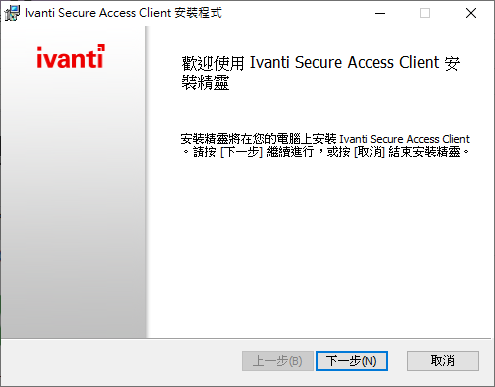 Ivanti Secure Access Client 安裝程式
ivanti
歡迎使用 Ivanti Secure Access Client 安
裝精靈
安裝精靈將在您的電腦上安裝 Ivanti Secure Access Client
。請按 [下一步] 繼續進行，或按 [取消] 結束安裝精靈。
上一步(B) 下一步(N) 取消